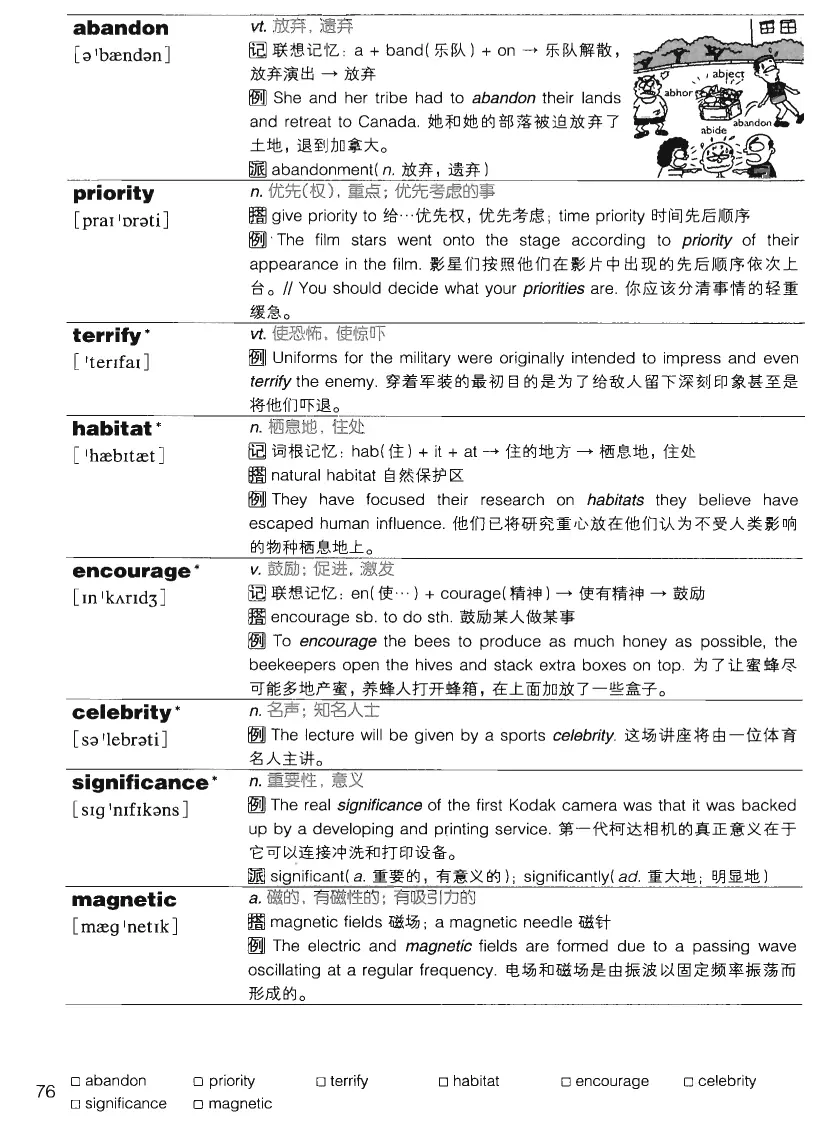 abandon
[ə'bændən]
vt. 放弃, 遗弃
记 联想记忆: a + band(乐队) + on → 乐队解散,
放弃演出 → 放弃
例 She and her tribe had to abandon their lands
and retreat to Canada. 她和她的部落被迫放弃了
土地, 退到加拿大。
派 abandonment(n. 放弃, 遗弃)
abject
abhor
abandon
abide
priority
[praɪ'ɒrəti]
n. 优先(权), 重点; 优先考虑的事
搭 give priority to 给…优先权, 优先考虑; time priority 时间先后顺序
例 The film stars went onto the stage according to priority of their
appearance in the film. 影星们按照他们在影片中出现的先后顺序依次上
台。// You should decide what your priorities are. 你应该分清事情的轻重
缓急。
terrify*
['terɪfaɪ]
vt. 使恐怖, 使惊吓
例 Uniforms for the military were originally intended to impress and even
terrify the enemy. 穿着军装的最初目的是为了给敌人留下深刻印象甚至是
将他们吓退。
habitat*
['hæbɪtæt]
n. 栖息地, 住处
记 词根记忆: hab(住) + it + at → 住的地方 → 栖息地, 住处
搭 natural habitat 自然保护区
例 They have focused their research on habitats they believe have
escaped human influence. 他们已将研究重心放在他们认为不受人类影响
的物种栖息地上。
encourage*
[ɪn'kʌrɪdʒ]
v. 鼓励; 促进, 激发
记 联想记忆: en(使…) + courage(精神) → 使有精神 → 鼓励
搭 encourage sb. to do sth. 鼓励某人做某事
例 To encourage the bees to produce as much honey as possible, the
beekeepers open the hives and stack extra boxes on top. 为了让蜜蜂尽
可能多地产蜜, 养蜂人打开蜂箱, 在上面加放了一些盒子。
celebrity*
[sə'lebrəti]
n. 名声; 知名人士
例 The lecture will be given by a sports celebrity. 这场讲座将由一位体育
名人主讲。
significance*
[sɪɡ'nɪfɪkəns]
n. 重要性, 意义
例 The real significance of the first Kodak camera was that it was backed
up by a developing and printing service. 第一代柯达相机的真正意义在于
它可以连接冲洗和打印设备。
派 significant(a. 重要的, 有意义的); significantly(ad. 重大地; 明显地)
magnetic
[mæɡ'netɪk]
a. 磁的, 有磁性的; 有吸引力的
搭 magnetic fields 磁场; a magnetic needle 磁针
例 The electric and magnetic fields are formed due to a passing wave
oscillating at a regular frequency. 电场和磁场是由振波以固定频率振荡而
形成的。
76
□ abandon □ priority □ terrify □ habitat □ encourage □ celebrity
□ significance □ magnetic